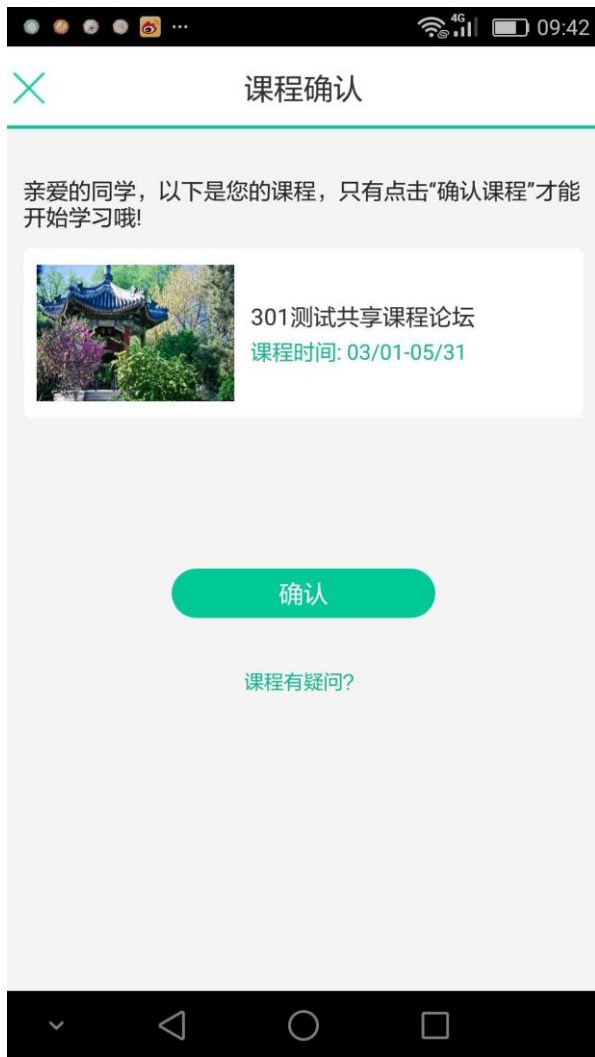 4G
09:42
课程确认
亲爱的同学，以下是您的课程，只有点击“确认课程”才能
开始学习哦!
301测试共享课程论坛
课程时间: 03/01-05/31
确认
课程有疑问?